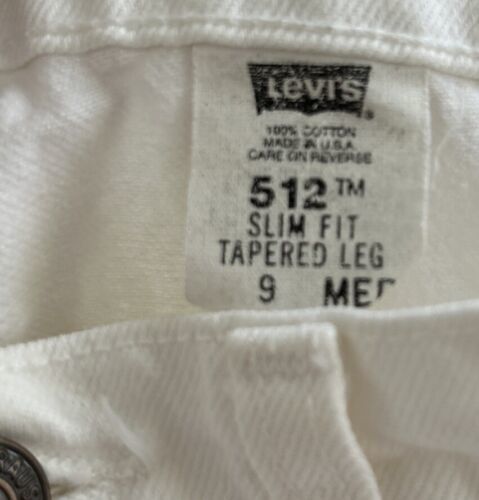 Levi's
®
100% COTTON
MADE IN U.S.A.
CARE ON REVERSE
512™
SLIM FIT
TAPERED LEG
9 MED